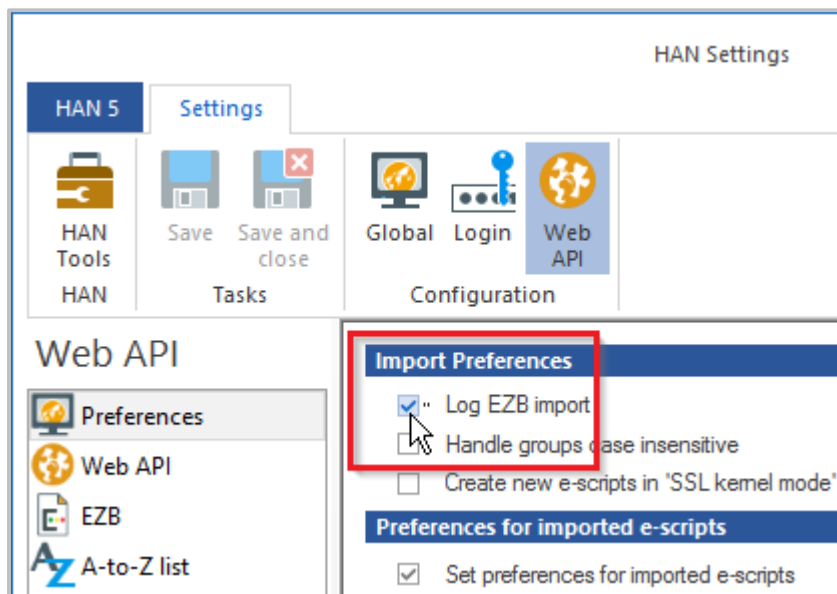 HAN Settings
HAN 5
Settings
HAN
Tools
Save
Save and
close
Global
Login
Web
API
HAN
Tasks
Configuration
Web API
Preferences
Web API
EZB
A-to-Z list
Import Preferences
Log EZB import
Handle groups case insensitive
Create new e-scripts in 'SSL kernel mode'
Preferences for imported e-scripts
Set preferences for imported e-scripts